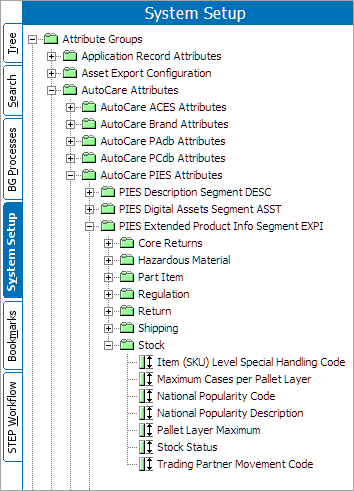 System Setup
Tree
Search
BG Processes
System Setup
Bookmarks
STEP Workflow
Attribute Groups
Application Record Attributes
Asset Export Configuration
AutoCare Attributes
AutoCare ACES Attributes
AutoCare Brand Attributes
AutoCare PAdb Attributes
AutoCare PCdb Attributes
AutoCare PIES Attributes
PIES Description Segment DESC
PIES Digital Assets Segment ASST
PIES Extended Product Info Segment EXPI
Core Returns
Hazardous Material
Part Item
Regulation
Return
Shipping
Stock
Item (SKU) Level Special Handling Code
Maximum Cases per Pallet Layer
National Popularity Code
National Popularity Description
Pallet Layer Maximum
Stock Status
Trading Partner Movement Code